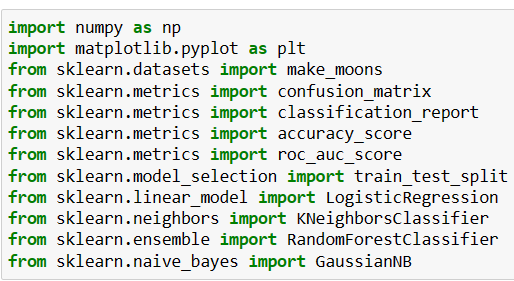 import numpy as np
import matplotlib.pyplot as plt
from sklearn.datasets import make_moons
from sklearn.metrics import confusion_matrix
from sklearn.metrics import classification_report
from sklearn.metrics import accuracy_score
from sklearn.metrics import roc_auc_score
from sklearn.model_selection import train_test_split
from sklearn.linear_model import LogisticRegression
from sklearn.neighbors import KNeighborsClassifier
from sklearn.ensemble import RandomForestClassifier
from sklearn.naive_bayes import GaussianNB